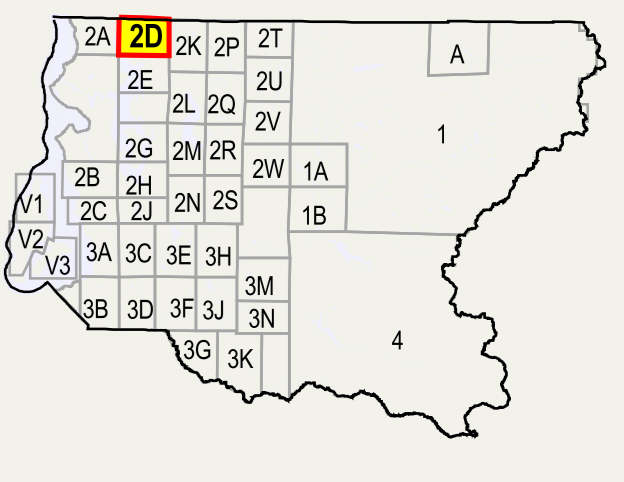 2A 2D 2K 2P 2T
A
2E 2U
2L 2Q
2V
1
2G 2M 2R
2W 1A
2B 2H
V1 2C 2J 2N 2S 1B
V2
V3 3A 3C 3E 3H
3M
3B 3D 3F 3J 3N
4
3G 3K